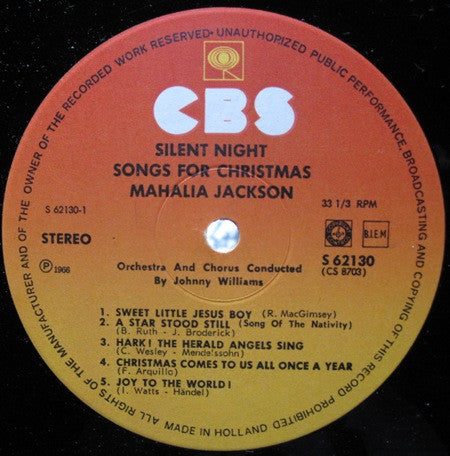 ALL RIGHTS OF THE MANUFACTURER AND OF THE OWNER OF THE RECORDED WORK RESERVED · UNAUTHORIZED PUBLIC PERFORMANCE, BROADCASTING AND COPYING OF THIS RECORD PROHIBITED
CBS
SILENT NIGHT
SONGS FOR CHRISTMAS
MAHALIA JACKSON
S 62130-1
33 1/3 RPM
STEREO
B.I.E.M
S 62130
(CS 8703)
Ⓟ 1966
Orchestra And Chorus Conducted
By Johnny Williams
1. SWEET LITTLE JESUS BOY (R. MacGimsey)
2. A STAR STOOD STILL (Song Of The Nativity)
(B. Ruth - J. Broderick)
3. HARK! THE HERALD ANGELS SING
(C. Wesley - Mendelssohn)
4. CHRISTMAS COMES TO US ALL ONCE A YEAR
(F. Arquillo)
5. JOY TO THE WORLD!
(I. Watts - Händel)
MADE IN HOLLAND